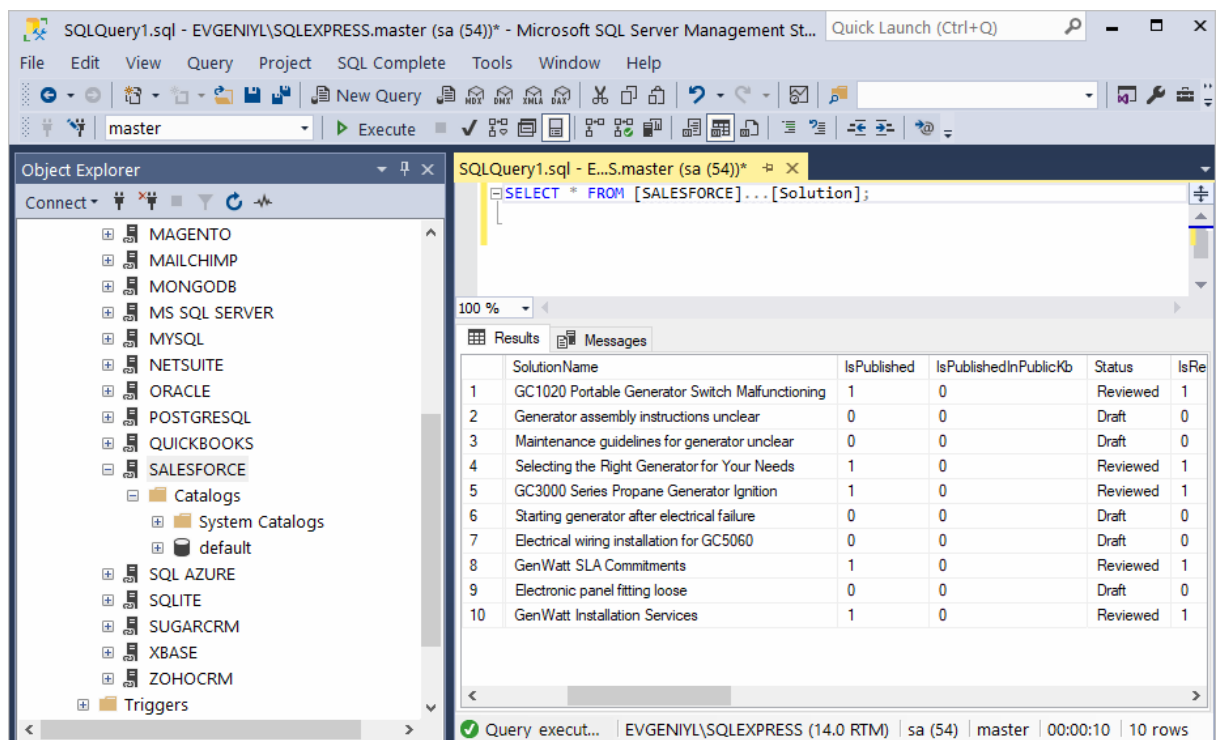 SQLQuery1.sql - EVGENIYL\SQLEXPRESS.master (sa (54))* - Microsoft SQL Server Management St... Quick Launch (Ctrl+Q)
File Edit View Query Project SQL Complete Tools Window Help
New Query MDX DMX XMLA DAX
master Execute
Object Explorer
Connect
MAGENTO
MAILCHIMP
MONGODB
MS SQL SERVER
MYSQL
NETSUITE
ORACLE
POSTGRESQL
QUICKBOOKS
SALESFORCE
Catalogs
System Catalogs
default
SQL AZURE
SQLITE
SUGARCRM
XBASE
ZOHOCRM
Triggers
SQLQuery1.sql - E...S.master (sa (54))*
SELECT * FROM [SALESFORCE]...[Solution];
100 %
Results Messages
SolutionName IsPublished IsPublishedInPublicKb Status IsRe
1 GC1020 Portable Generator Switch Malfunctioning 1 0 Reviewed 1
2 Generator assembly instructions unclear 0 0 Draft 0
3 Maintenance guidelines for generator unclear 0 0 Draft 0
4 Selecting the Right Generator for Your Needs 1 0 Reviewed 1
5 GC3000 Series Propane Generator Ignition 1 0 Reviewed 1
6 Starting generator after electrical failure 0 0 Draft 0
7 Electrical wiring installation for GC5060 0 0 Draft 0
8 GenWatt SLA Commitments 1 0 Reviewed 1
9 Electronic panel fitting loose 0 0 Draft 0
10 GenWatt Installation Services 1 0 Reviewed 1
Query execut... EVGENIYL\SQLEXPRESS (14.0 RTM) sa (54) master 00:00:10 10 rows